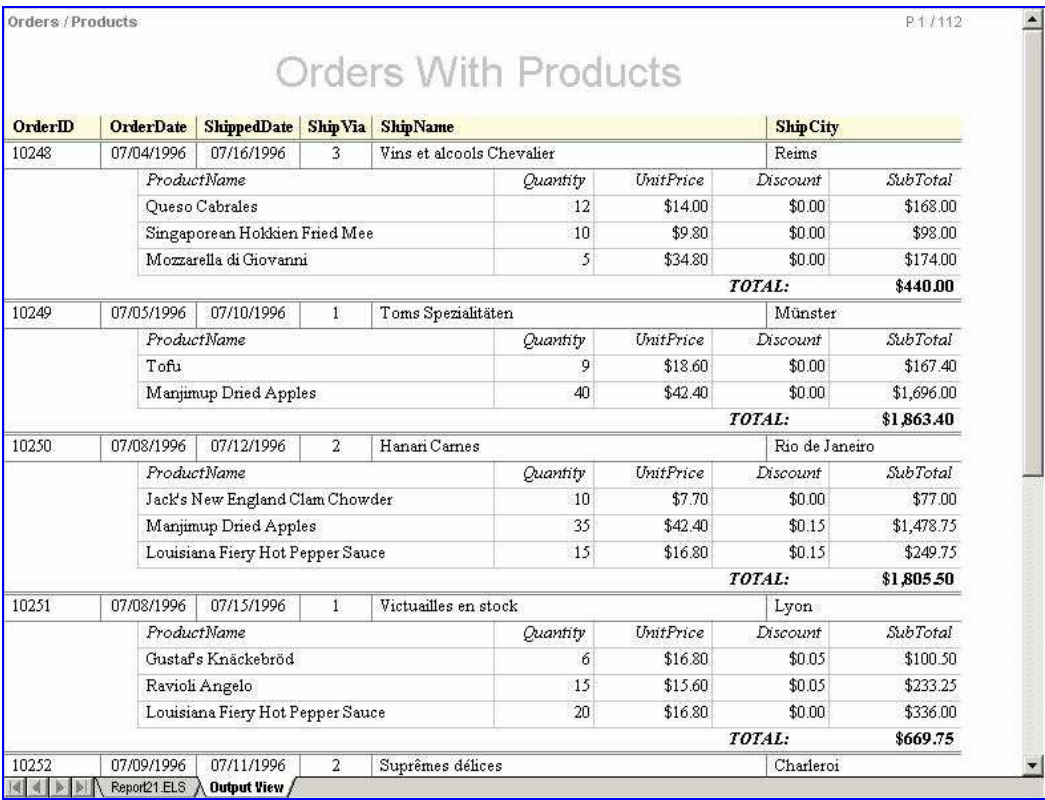 Orders / Products P 1 / 112
Orders With Products
OrderID OrderDate ShippedDate Ship Via ShipName ShipCity
10248 07/04/1996 07/16/1996 3 Vins et alcools Chevalier Reims
ProductName Quantity UnitPrice Discount SubTotal
Queso Cabrales 12 $14.00 $0.00 $168.00
Singaporean Hokkien Fried Mee 10 $9.80 $0.00 $98.00
Mozzarella di Giovanni 5 $34.80 $0.00 $174.00
TOTAL: $440.00
10249 07/05/1996 07/10/1996 1 Toms Spezialitäten Münster
ProductName Quantity UnitPrice Discount SubTotal
Tofu 9 $18.60 $0.00 $167.40
Manjimup Dried Apples 40 $42.40 $0.00 $1,696.00
TOTAL: $1,863.40
10250 07/08/1996 07/12/1996 2 Hanari Carnes Rio de Janeiro
ProductName Quantity UnitPrice Discount SubTotal
Jack's New England Clam Chowder 10 $7.70 $0.00 $77.00
Manjimup Dried Apples 35 $42.40 $0.15 $1,478.75
Louisiana Fiery Hot Pepper Sauce 15 $16.80 $0.15 $249.75
TOTAL: $1,805.50
10251 07/08/1996 07/15/1996 1 Victuailles en stock Lyon
ProductName Quantity UnitPrice Discount SubTotal
Gustaf's Knäckebröd 6 $16.80 $0.05 $100.50
Ravioli Angelo 15 $15.60 $0.05 $233.25
Louisiana Fiery Hot Pepper Sauce 20 $16.80 $0.00 $336.00
TOTAL: $669.75
10252 07/09/1996 07/11/1996 2 Suprêmes délices Charleroi
Report21.ELS Output View